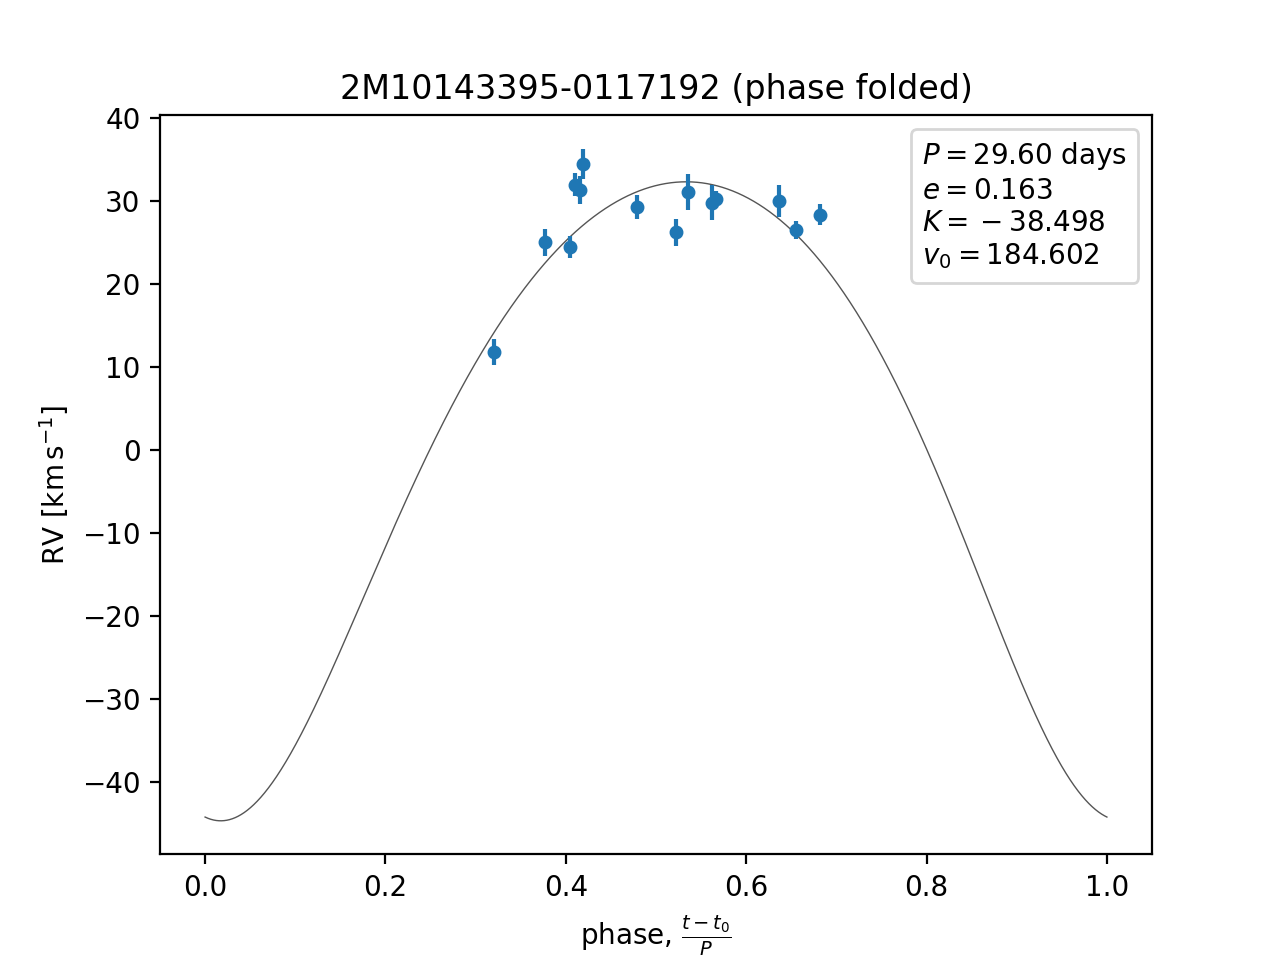 2M10143395-0117192 (phase folded)
P = 29.60 days
e = 0.163
K = −38.498
v₀ = 184.602
40
30
20
10
0
−10
−20
−30
−40
RV [km s⁻¹]
0.0 0.2 0.4 0.6 0.8 1.0
phase, (t − t₀)/P